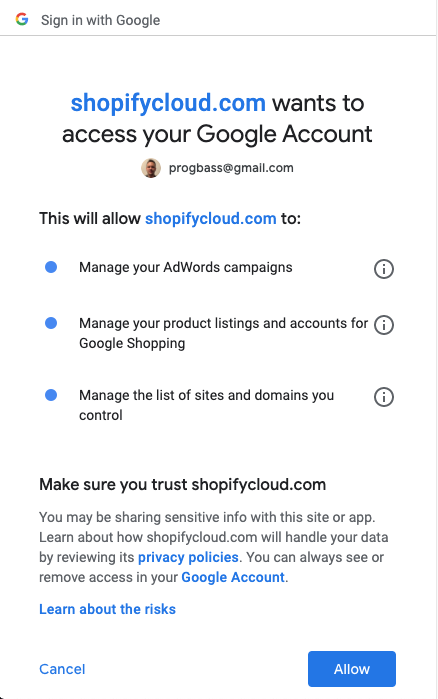 Sign in with Google
shopifycloud.com wants to
access your Google Account
progbass@gmail.com
This will allow shopifycloud.com to:
Manage your AdWords campaigns
Manage your product listings and accounts for
Google Shopping
Manage the list of sites and domains you
control
Make sure you trust shopifycloud.com
You may be sharing sensitive info with this site or app.
Learn about how shopifycloud.com will handle your data
by reviewing its privacy policies. You can always see or
remove access in your Google Account.
Learn about the risks
Cancel
Allow